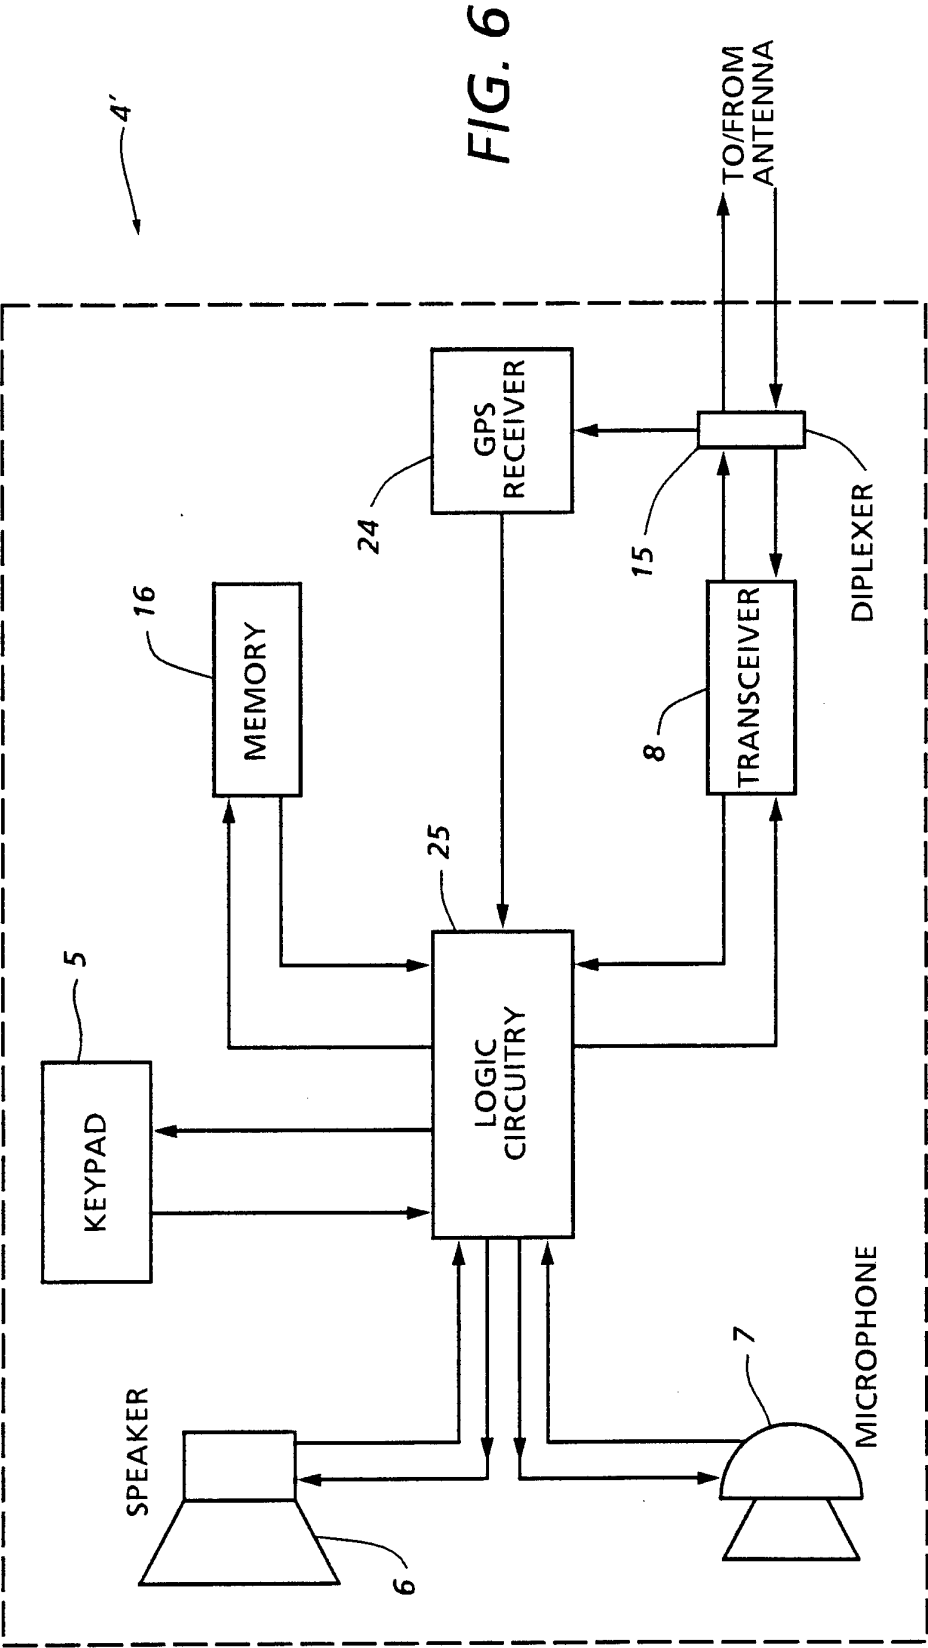 SPEAKER
6
KEYPAD
5
16
MEMORY
4'
25
LOGIC
CIRCUITRY
24
GPS
RECEIVER
FIG. 6
7
MICROPHONE
8
TRANSCEIVER
15
DIPLEXER
TO/FROM
ANTENNA